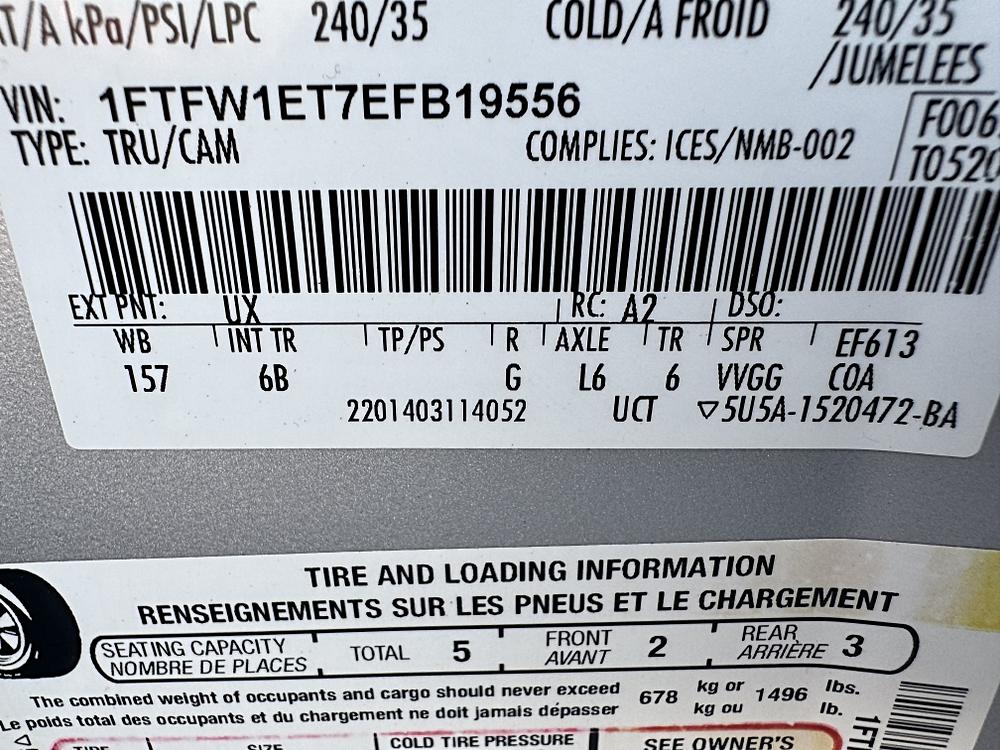 kPa/PSI/LPC 240/35 COLD/A FROID 240/35
/JUMELEES
VIN: 1FTFW1ET7EFB19556
TYPE: TRU/CAM COMPLIES: ICES/NMB-002
F006
T0520
EXT PNT: UX RC: A2 DSO:
WB INT TR TP/PS R AXLE TR SPR EF613
157 6B G L6 6 VVGG COA
2201403114052 UCT ▽5U5A-1520472-BA
TIRE AND LOADING INFORMATION
RENSEIGNEMENTS SUR LES PNEUS ET LE CHARGEMENT
SEATING CAPACITY
NOMBRE DE PLACES
TOTAL 5
FRONT
AVANT
2
REAR
ARRIÈRE
3
The combined weight of occupants and cargo should never exceed 678 kg or 1496 lbs.
Le poids total des occupants et du chargement ne doit jamais dépasser kg ou lb.
TIRE SIZE COLD TIRE PRESSURE SEE OWNER'S
1FT